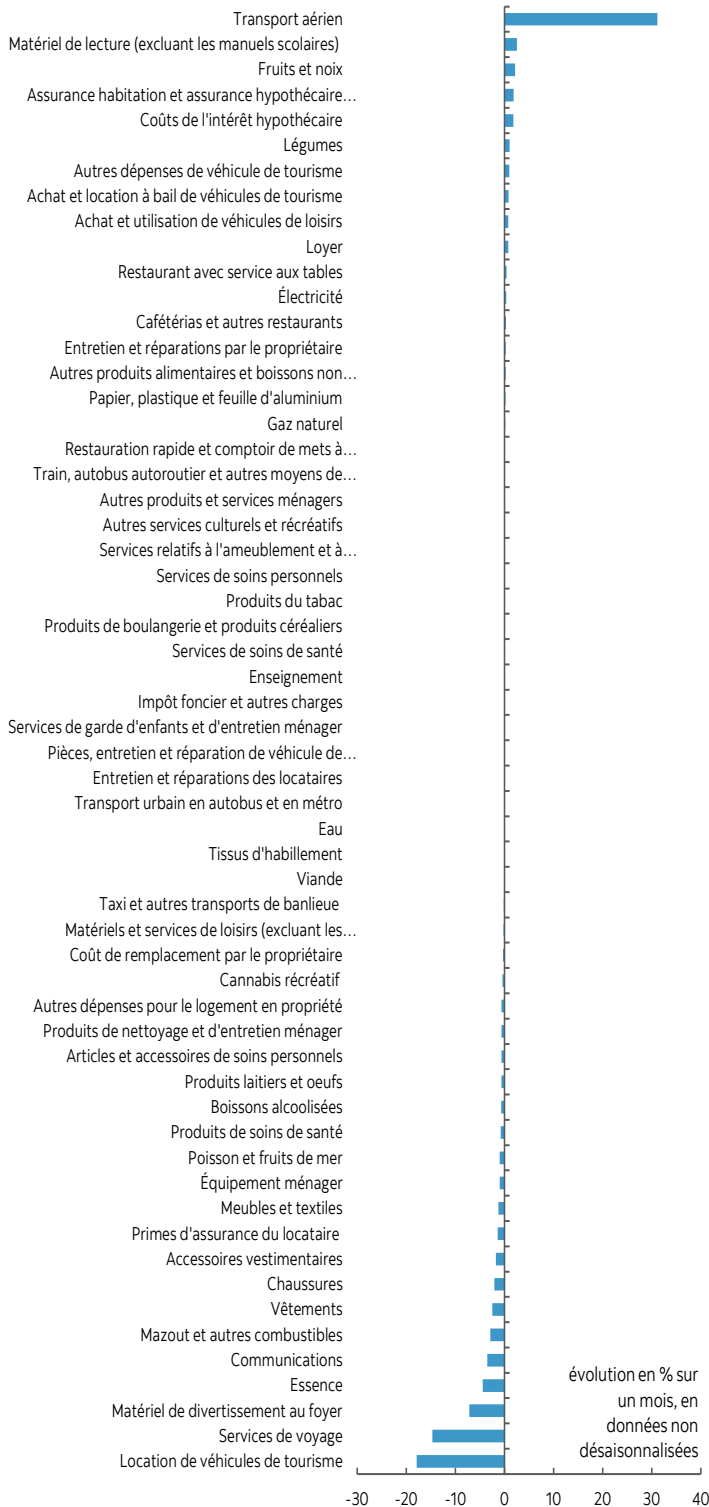 Transport aérien
Matériel de lecture (excluant les manuels scolaires)
Fruits et noix
Assurance habitation et assurance hypothécaire…
Coûts de l'intérêt hypothécaire
Légumes
Autres dépenses de véhicule de tourisme
Achat et location à bail de véhicules de tourisme
Achat et utilisation de véhicules de loisirs
Loyer
Restaurant avec service aux tables
Électricité
Cafétérias et autres restaurants
Entretien et réparations par le propriétaire
Autres produits alimentaires et boissons non…
Papier, plastique et feuille d'aluminium
Gaz naturel
Restauration rapide et comptoir de mets à…
Train, autobus autoroutier et autres moyens de…
Autres produits et services ménagers
Autres services culturels et récréatifs
Services relatifs à l'ameublement et à…
Services de soins personnels
Produits du tabac
Produits de boulangerie et produits céréaliers
Services de soins de santé
Enseignement
Impôt foncier et autres charges
Services de garde d'enfants et d'entretien ménager
Pièces, entretien et réparation de véhicule de…
Entretien et réparations des locataires
Transport urbain en autobus et en métro
Eau
Tissus d'habillement
Viande
Taxi et autres transports de banlieue
Matériels et services de loisirs (excluant les…
Coût de remplacement par le propriétaire
Cannabis récréatif
Autres dépenses pour le logement en propriété
Produits de nettoyage et d'entretien ménager
Articles et accessoires de soins personnels
Produits laitiers et oeufs
Boissons alcoolisées
Produits de soins de santé
Poisson et fruits de mer
Équipement ménager
Meubles et textiles
Primes d'assurance du locataire
Accessoires vestimentaires
Chaussures
Vêtements
Mazout et autres combustibles
Communications
Essence
Matériel de divertissement au foyer
Services de voyage
Location de véhicules de tourisme
évolution en % sur
un mois, en
données non
désaisonnalisées
-30 -20 -10 0 10 20 30 40